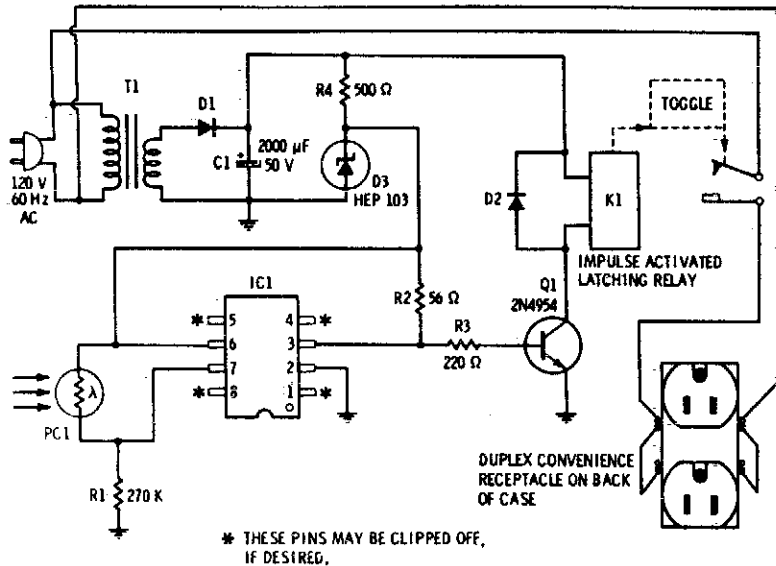 T1
D1
R4
500 Ω
TOGGLE
2000 µF
50 V
C1
+
D3
HEP 103
120 V
60 Hz
AC
D2
K1
IMPULSE ACTIVATED
LATCHING RELAY
IC1
R2
56 Ω
Q1
2N4954
* 5 4 *
6 3
7 2
* 8 1 *
R3
220 Ω
λ
PC1
R1
270 K
DUPLEX CONVENIENCE
RECEPTACLE ON BACK
OF CASE
* THESE PINS MAY BE CLIPPED OFF,
IF DESIRED.